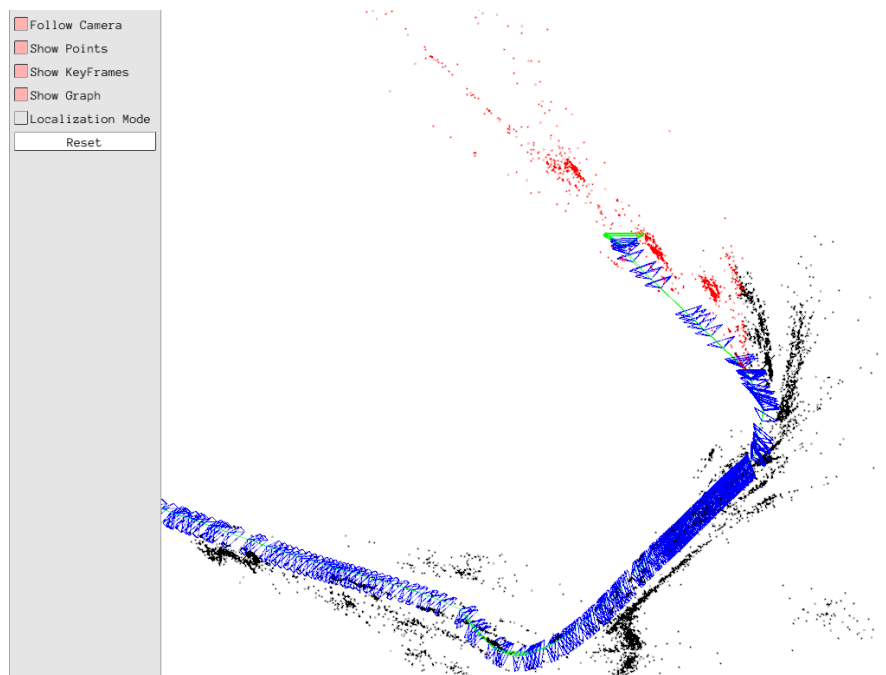 Follow Camera
Show Points
Show KeyFrames
Show Graph
Localization Mode
Reset